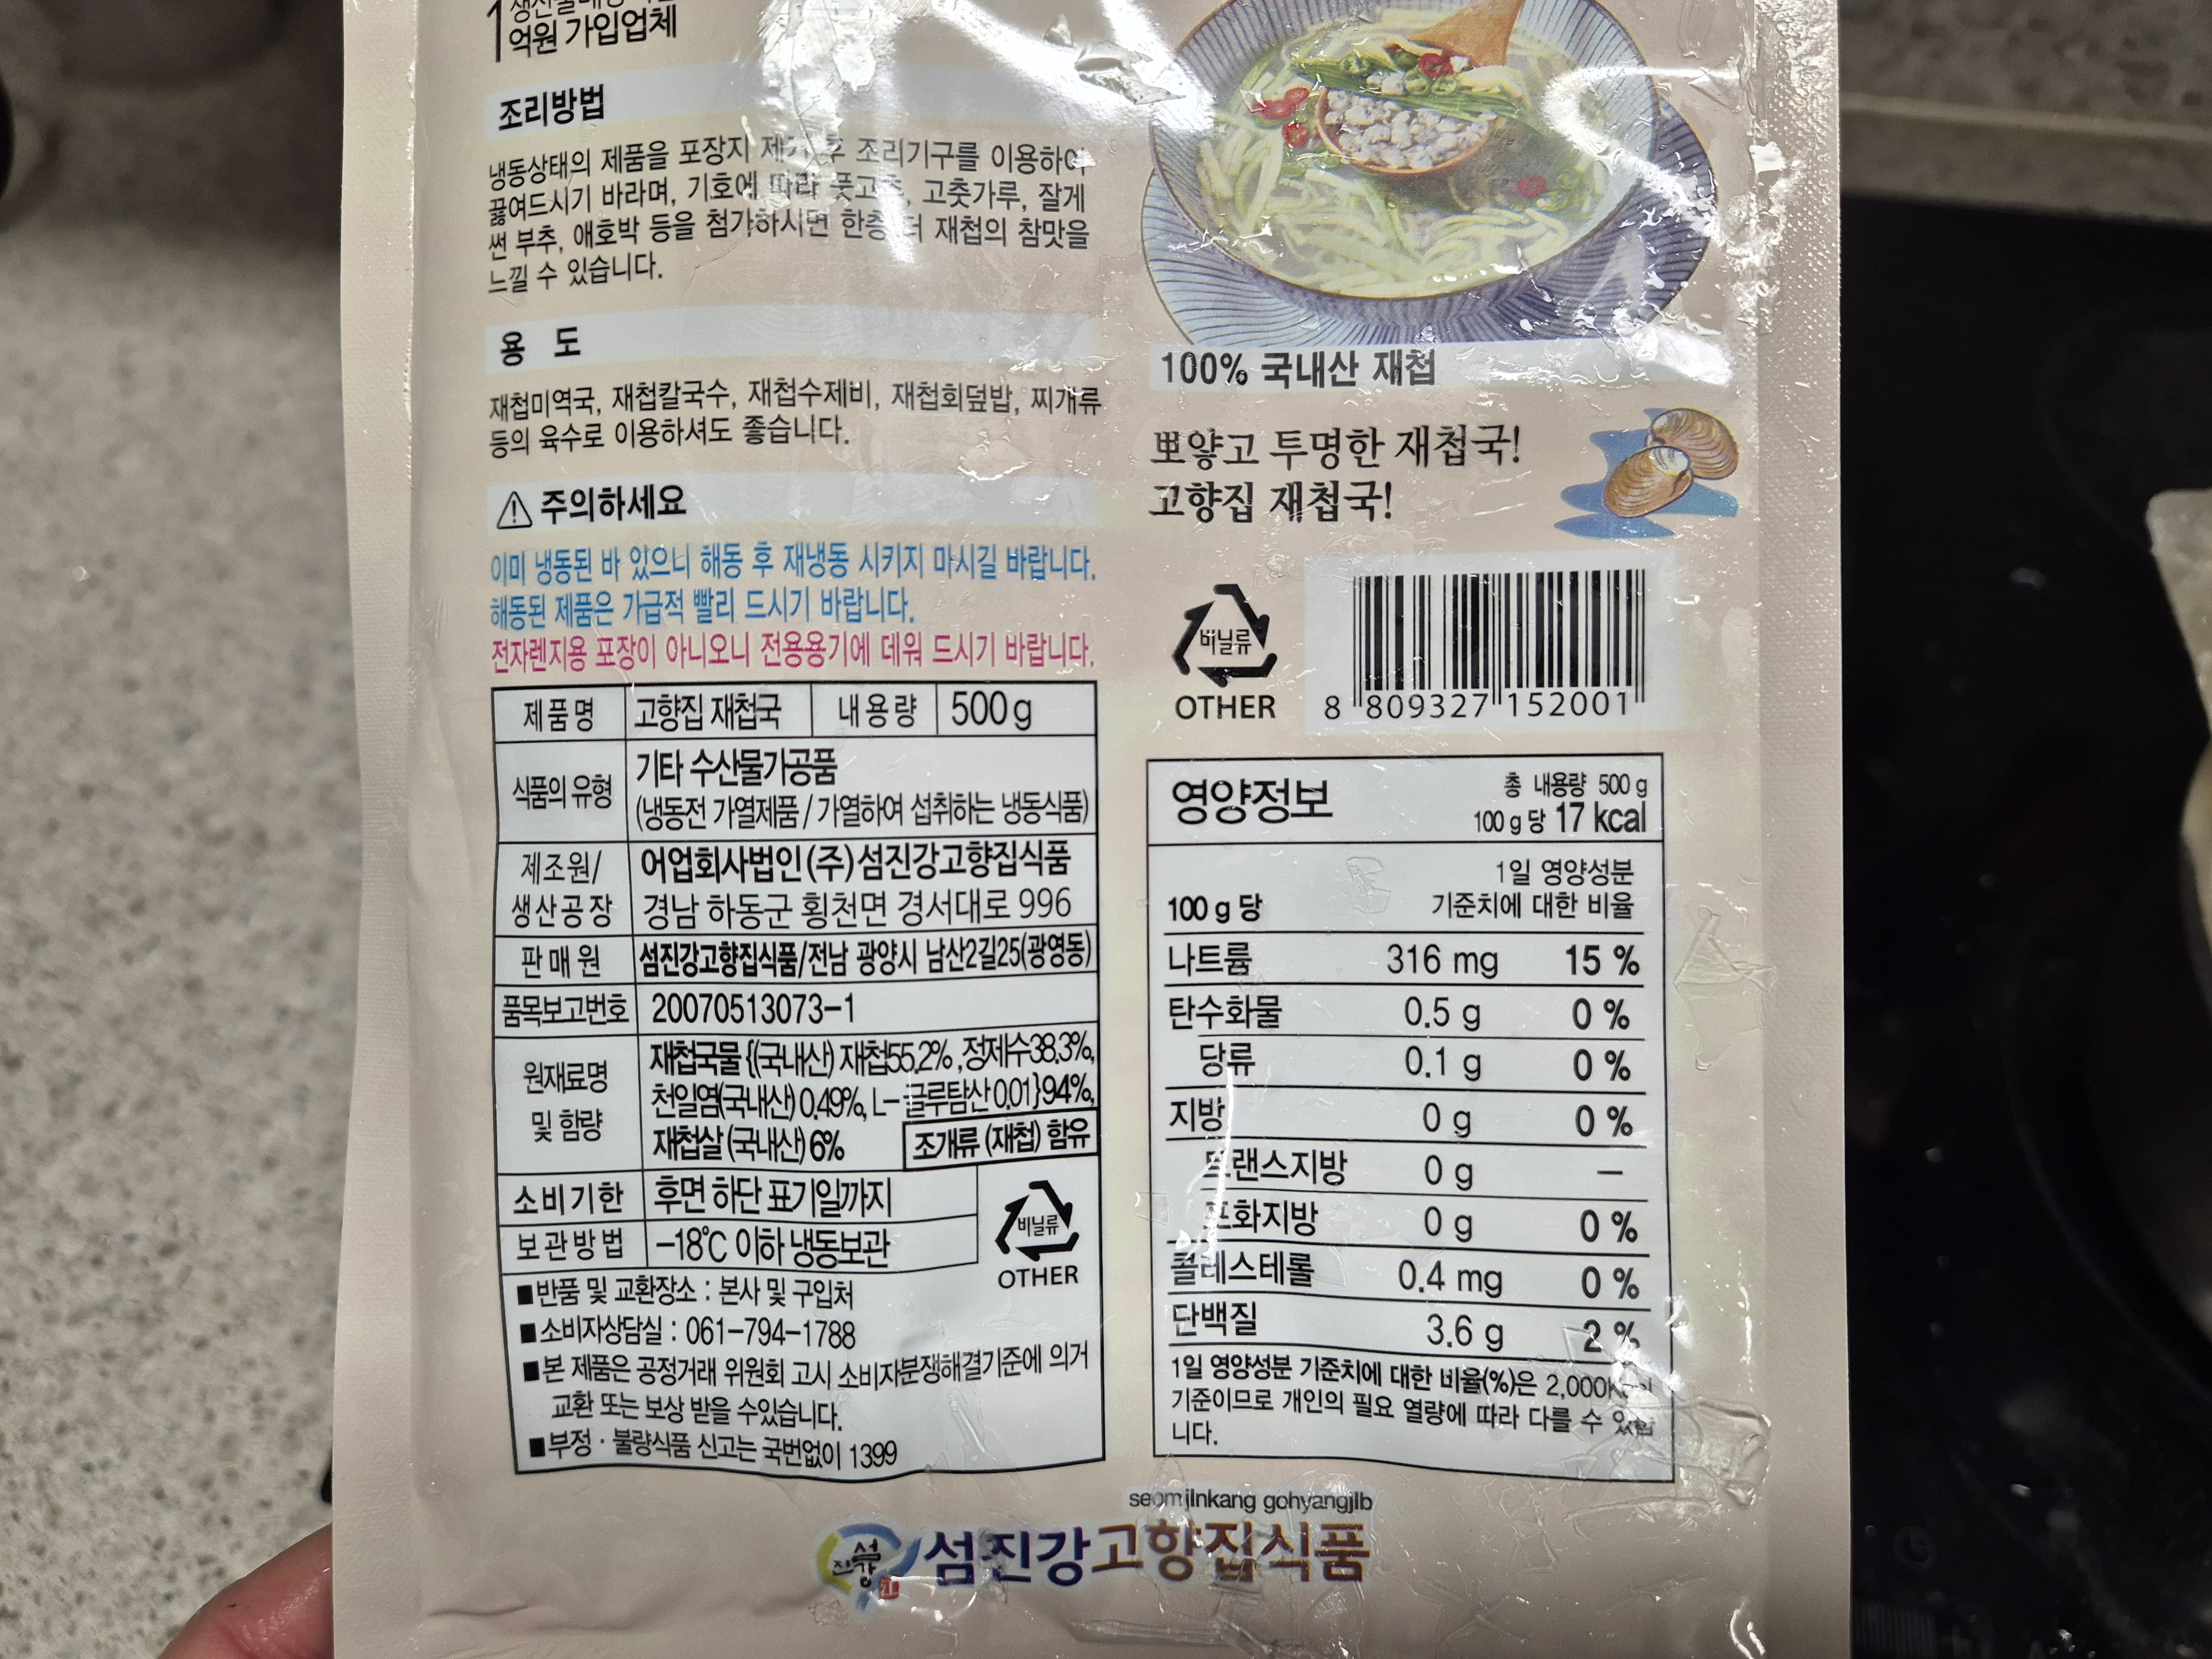 1
억원 가입업체
조리방법
냉동상태의 제품을 포장지 제거 후 조리기구를 이용하여
끓여드시기 바라며, 기호에 따라 풋고추, 고춧가루, 잘게
썬 부추, 애호박 등을 첨가하시면 한층 더 재첩의 참맛을
느낄 수 있습니다.
용 도
재첩미역국, 재첩칼국수, 재첩수제비, 재첩회덮밥, 찌개류
등의 육수로 이용하셔도 좋습니다.
주의하세요
이미 냉동된 바 있으니 해동 후 재냉동 시키지 마시길 바랍니다.
해동된 제품은 가급적 빨리 드시기 바랍니다.
전자렌지용 포장이 아니오니 전용용기에 데워 드시기 바랍니다.
제품명 고향집 재첩국 내용량 500g
식품의 유형 기타 수산물가공품
(냉동전 가열제품 / 가열하여 섭취하는 냉동식품)
제조원/ 어업회사법인 (주) 섬진강고향집식품
생산공장 경남 하동군 횡천면 경서대로 996
판매원 섬진강고향집식품/전남 광양시 남산2길25(광영동)
품목보고번호 20070513073-1
원재료명 및 함량 재첩국물 {(국내산) 재첩55.2%, 정제수38.3%,
천일염(국내산) 0.49%, L-글루탐산 0.01}94%,
재첩살 (국내산) 6% 조개류 (재첩) 함유
소비기한 후면 하단 표기일까지
보관방법 -18℃ 이하 냉동보관
비닐류
OTHER
■반품 및 교환장소 : 본사 및 구입처
■소비자상담실 : 061-794-1788
■본 제품은 공정거래 위원회 고시 소비자분쟁해결기준에 의거
교환 또는 보상 받을 수있습니다.
■부정 · 불량식품 신고는 국번없이 1399
100% 국내산 재첩
뽀얗고 투명한 재첩국!
고향집 재첩국!
비닐류
OTHER
8 809327 152001
영양정보 총 내용량 500 g
100 g 당 17 kcal
1일 영양성분
100 g 당 기준치에 대한 비율
나트륨 316 mg 15 %
탄수화물 0.5 g 0 %
당류 0.1 g 0 %
지방 0 g 0 %
트랜스지방 0 g –
포화지방 0 g 0 %
콜레스테롤 0.4 mg 0 %
단백질 3.6 g 2 %
1일 영양성분 기준치에 대한 비율(%)은 2,000Kcal
기준이므로 개인의 필요 열량에 따라 다를 수 있습
니다.
seomjinkang gohyangjib
섬진강
섬진강고향집식품